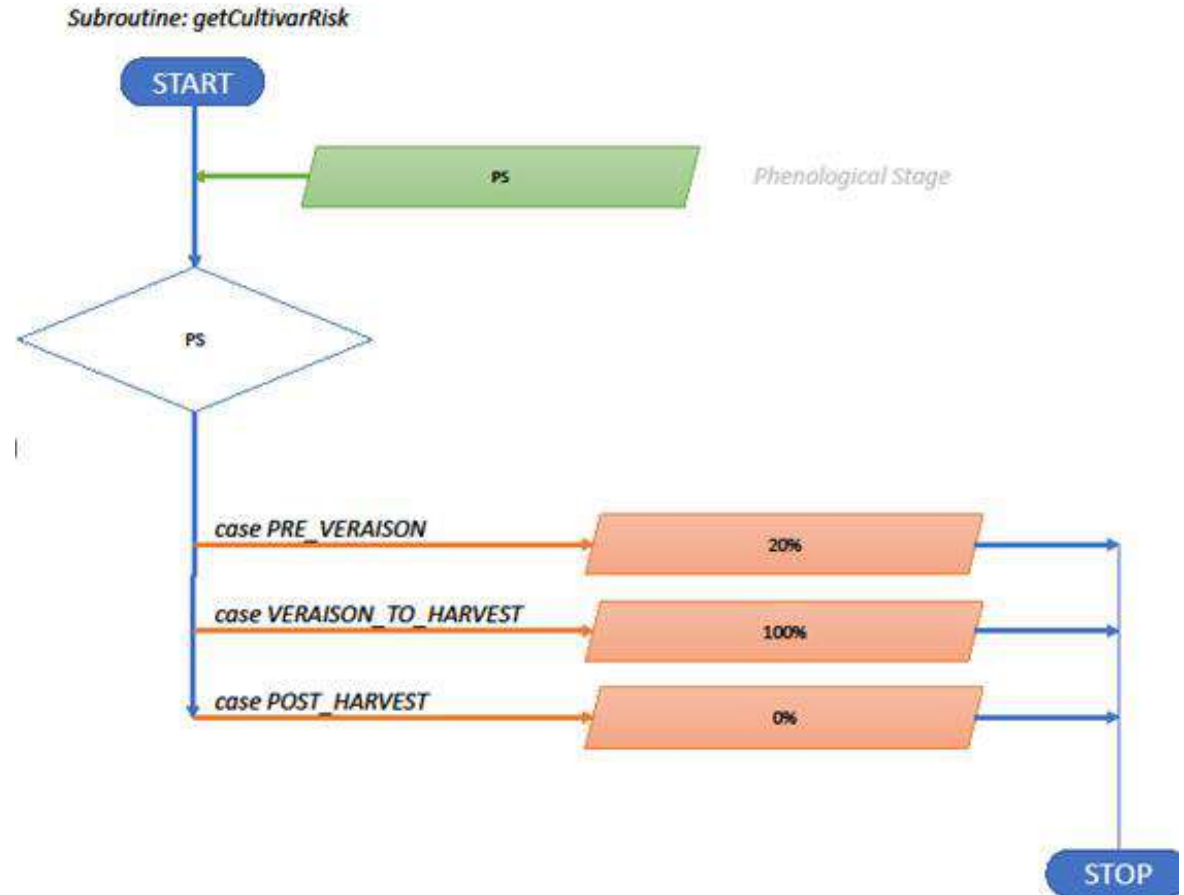 Subroutine: getCultivarRisk
START
PS
Phenological Stage
PS
case PRE_VERAISON
20%
case VERAISON_TO_HARVEST
100%
case POST_HARVEST
0%
STOP